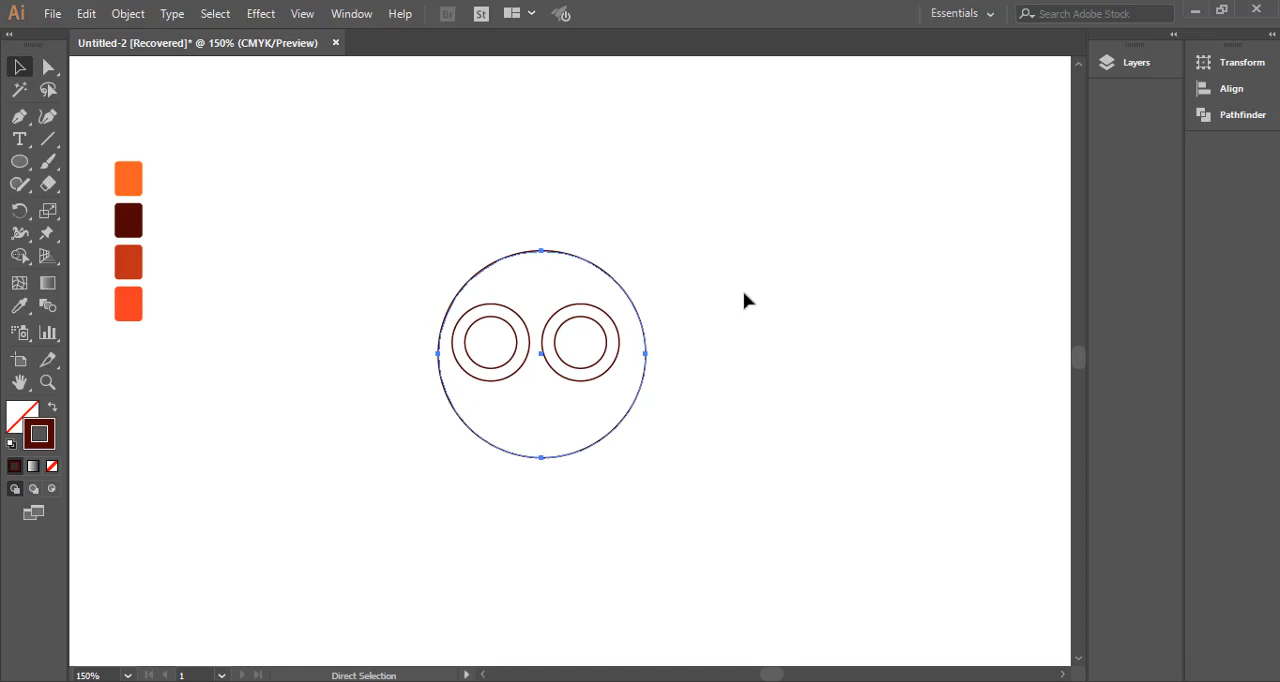 Ai File Edit Object Type Select Effect View Window Help Br St Essentials Search Adobe Stock
Untitled-2 [Recovered]* @ 150% (CMYK/Preview) ×
Layers
Transform
Align
Pathfinder
150% 1 Direct Selection